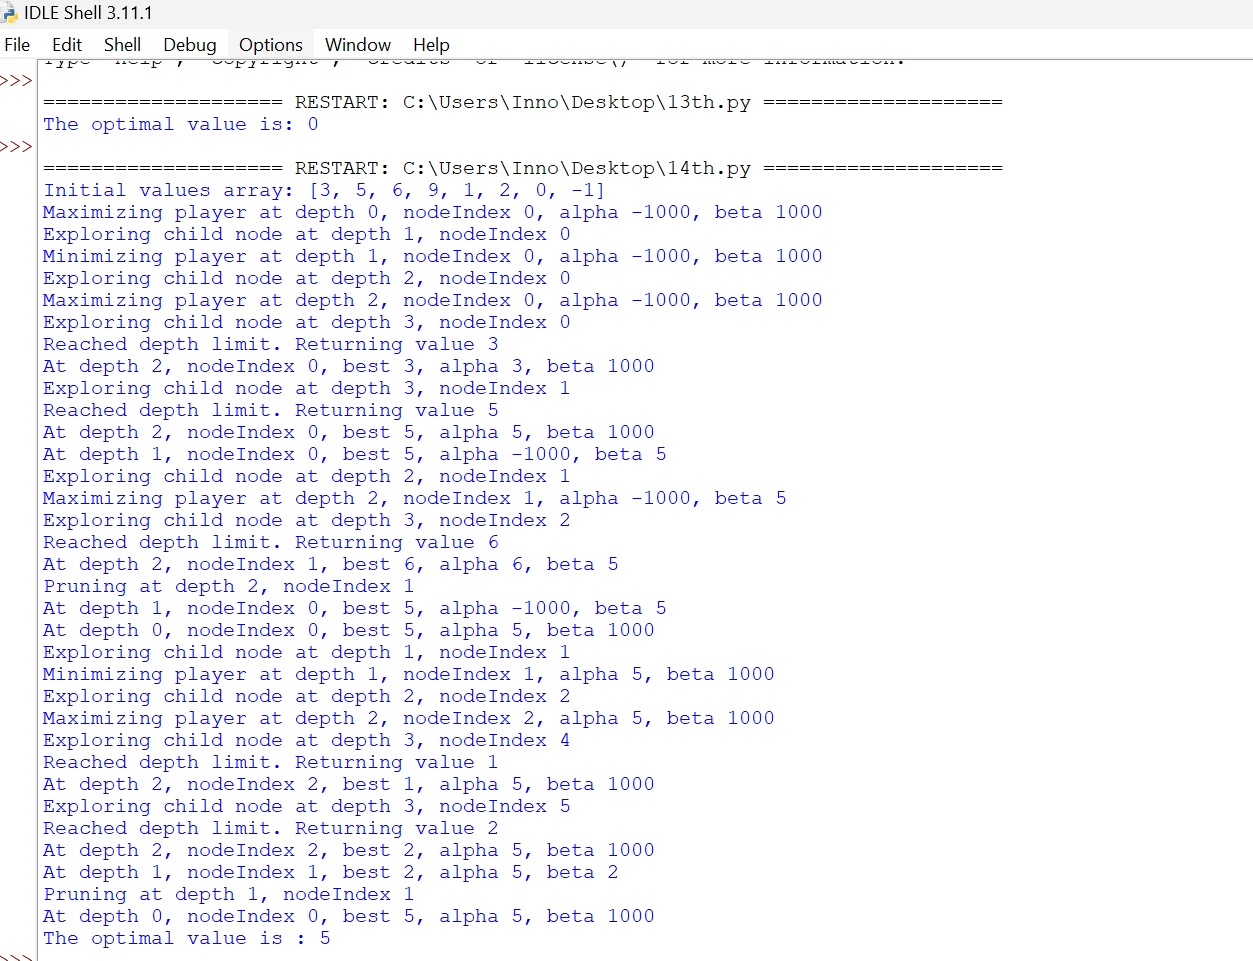 IDLE Shell 3.11.1
File Edit Shell Debug Options Window Help
Type "help", "copyright", "credits" or "license()" for more information.
>>>
==================== RESTART: C:\Users\Inno\Desktop\13th.py ====================
The optimal value is: 0
>>>
==================== RESTART: C:\Users\Inno\Desktop\14th.py ====================
Initial values array: [3, 5, 6, 9, 1, 2, 0, -1]
Maximizing player at depth 0, nodeIndex 0, alpha -1000, beta 1000
Exploring child node at depth 1, nodeIndex 0
Minimizing player at depth 1, nodeIndex 0, alpha -1000, beta 1000
Exploring child node at depth 2, nodeIndex 0
Maximizing player at depth 2, nodeIndex 0, alpha -1000, beta 1000
Exploring child node at depth 3, nodeIndex 0
Reached depth limit. Returning value 3
At depth 2, nodeIndex 0, best 3, alpha 3, beta 1000
Exploring child node at depth 3, nodeIndex 1
Reached depth limit. Returning value 5
At depth 2, nodeIndex 0, best 5, alpha 5, beta 1000
At depth 1, nodeIndex 0, best 5, alpha -1000, beta 5
Exploring child node at depth 2, nodeIndex 1
Maximizing player at depth 2, nodeIndex 1, alpha -1000, beta 5
Exploring child node at depth 3, nodeIndex 2
Reached depth limit. Returning value 6
At depth 2, nodeIndex 1, best 6, alpha 6, beta 5
Pruning at depth 2, nodeIndex 1
At depth 1, nodeIndex 0, best 5, alpha -1000, beta 5
At depth 0, nodeIndex 0, best 5, alpha 5, beta 1000
Exploring child node at depth 1, nodeIndex 1
Minimizing player at depth 1, nodeIndex 1, alpha 5, beta 1000
Exploring child node at depth 2, nodeIndex 2
Maximizing player at depth 2, nodeIndex 2, alpha 5, beta 1000
Exploring child node at depth 3, nodeIndex 4
Reached depth limit. Returning value 1
At depth 2, nodeIndex 2, best 1, alpha 5, beta 1000
Exploring child node at depth 3, nodeIndex 5
Reached depth limit. Returning value 2
At depth 2, nodeIndex 2, best 2, alpha 5, beta 1000
At depth 1, nodeIndex 1, best 2, alpha 5, beta 2
Pruning at depth 1, nodeIndex 1
At depth 0, nodeIndex 0, best 5, alpha 5, beta 1000
The optimal value is : 5
>>>